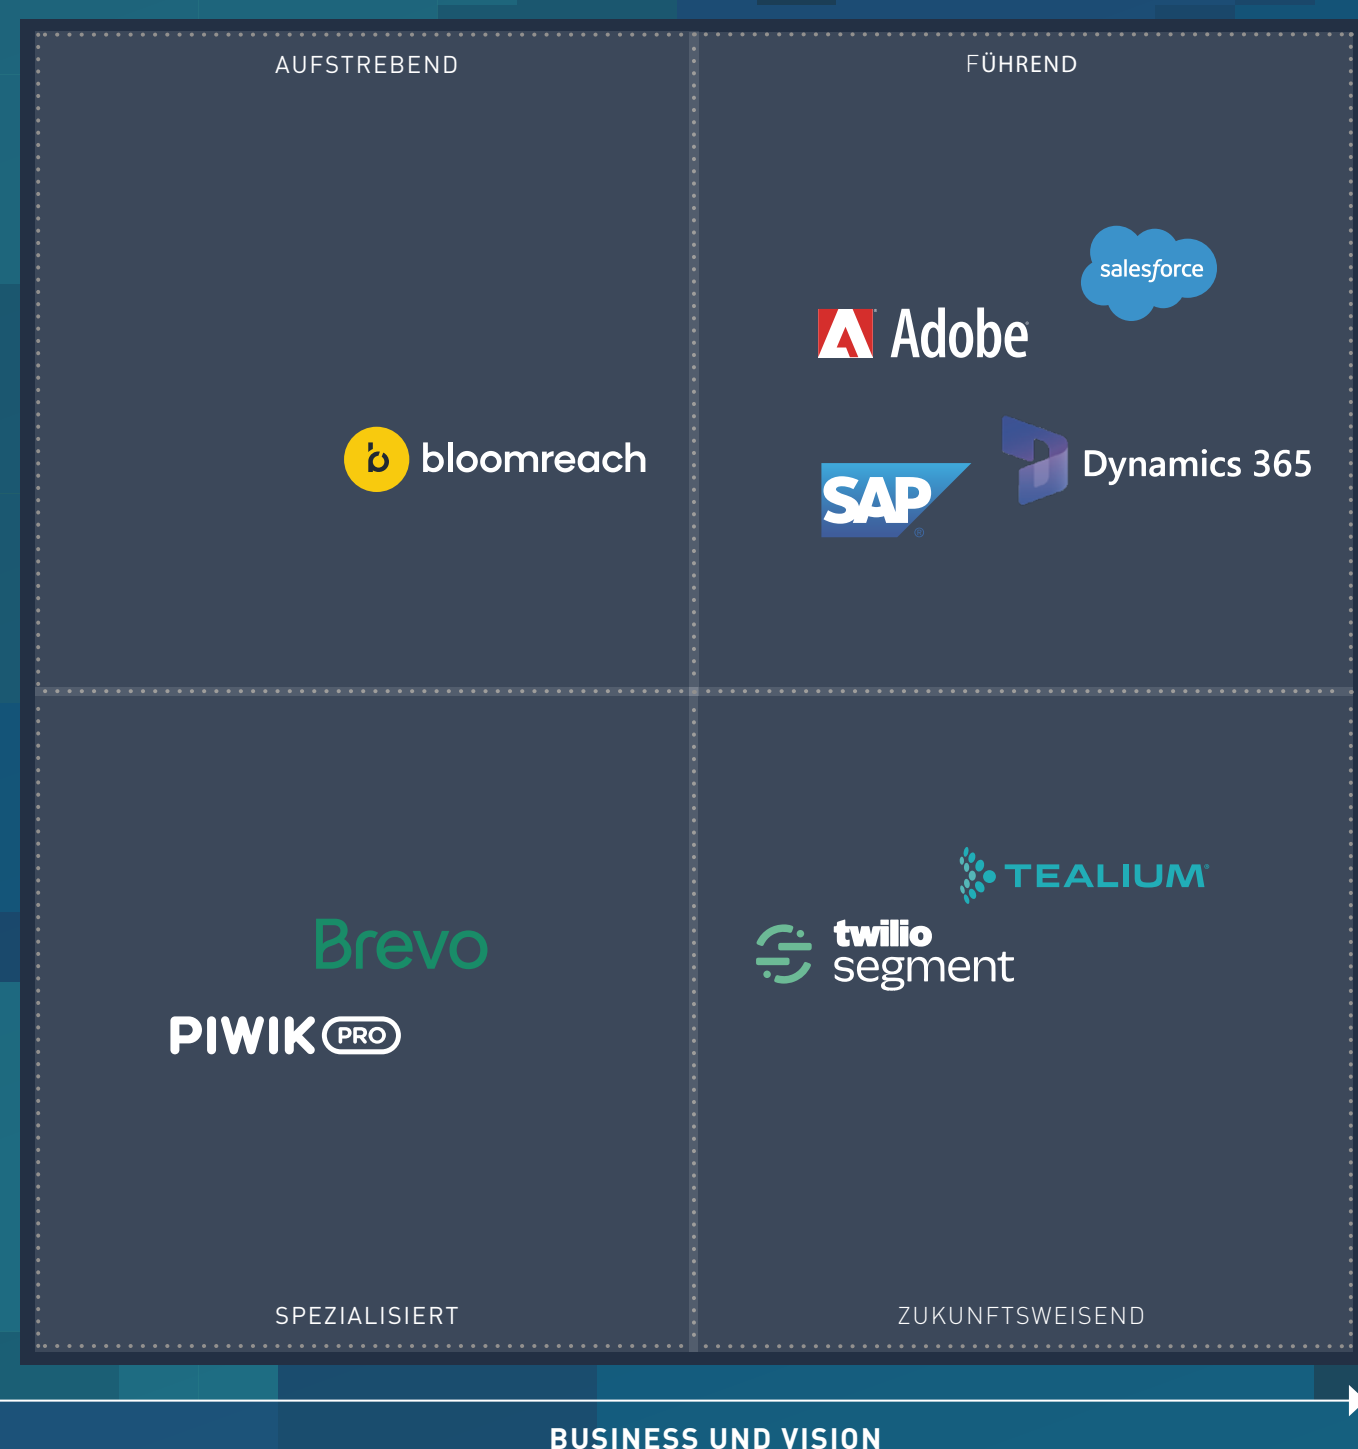 AUFSTREBEND
FÜHREND
salesforce
Adobe
bloomreach
SAP®
Dynamics 365
TEALIUM®
twilio
segment
Brevo
PIWIK PRO
SPEZIALISIERT
ZUKUNFTSWEISEND
BUSINESS UND VISION